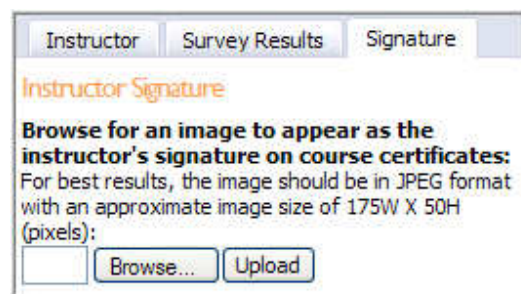 Instructor Survey Results Signature
Instructor Signature
Browse for an image to appear as the
instructor's signature on course certificates:
For best results, the image should be in JPEG format
with an approximate image size of 175W X 50H
(pixels):
Browse... Upload